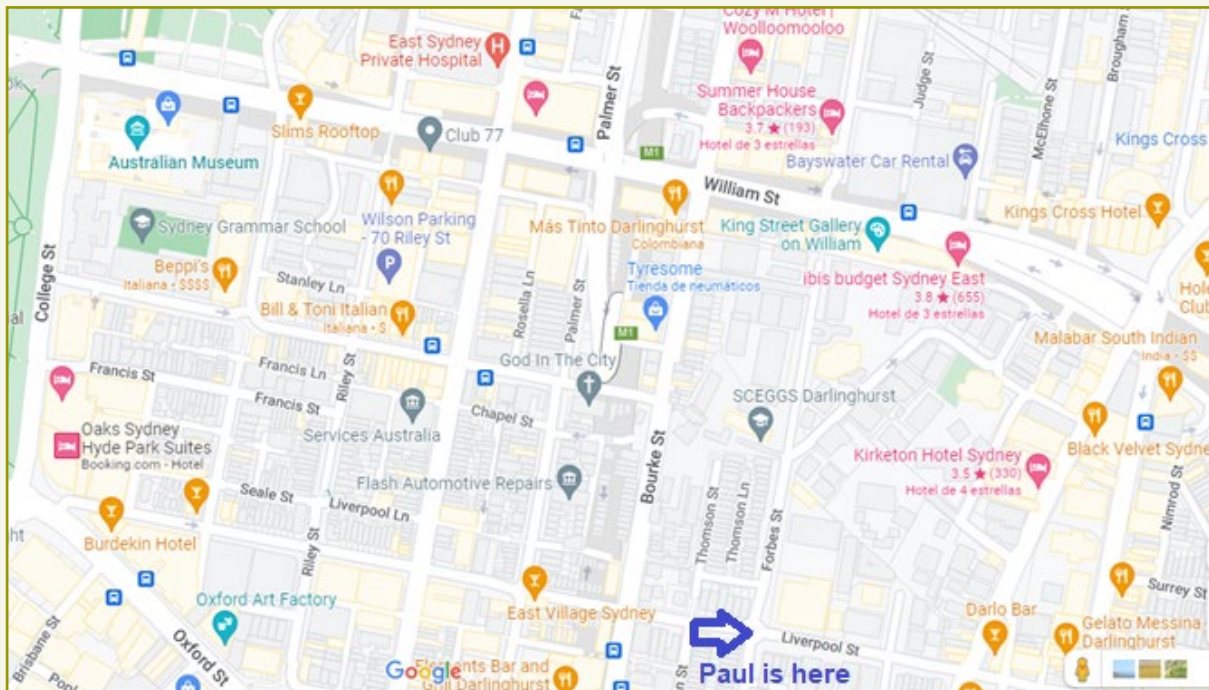 Cozy M Hotel |
Woolloomooloo
East Sydney
Private Hospital
Palmer St
Judge St
McElhone St
Brougham
Summer House
Backpackers
3.7 ★ (193)
Hotel de 3 estrellas
Slims Rooftop
Club 77
M1
Kings Cross
Australian Museum
Bayswater Car Rental
William St
Sydney Grammar School
Wilson Parking
- 70 Riley St
Más Tinto Darlinghurst
Colombiana
King Street Gallery
on William
Kings Cross Hotel
College St
Beppi's
Italiana • $$$$
Stanley Ln
Tyresome
Tienda de neumáticos
ibis budget Sydney East
3.8 ★ (655)
Hotel de 3 estrellas
Hole
Club
Bill & Toni Italian
Italiana • $
Rosella Ln
Palmer St
M1
Malabar South Indian
India • $$
Francis St
Francis Ln
Riley St
God In The City
Francis St
Chapel St
SCEGGS Darlinghurst
Services Australia
Oaks Sydney
Hyde Park Suites
Booking.com - Hotel
Bourke St
Kirketon Hotel Sydney
3.5 ★ (330)
Hotel de 4 estrellas
Black Velvet Sydne
Flash Automotive Repairs
Seale St
Liverpool Ln
Thomson St
Thomson Ln
Forbes St
Nimrod St
ht
Burdekin Hotel
Riley St
Surrey St
Oxford Art Factory
East Village Sydney
Liverpool St
Darlo Bar
Gelato Messina
Darlinghurst
Brisbane St
Oxford St
Google
Elements Bar and
Grill Darlinghurst
n St
Paul is here